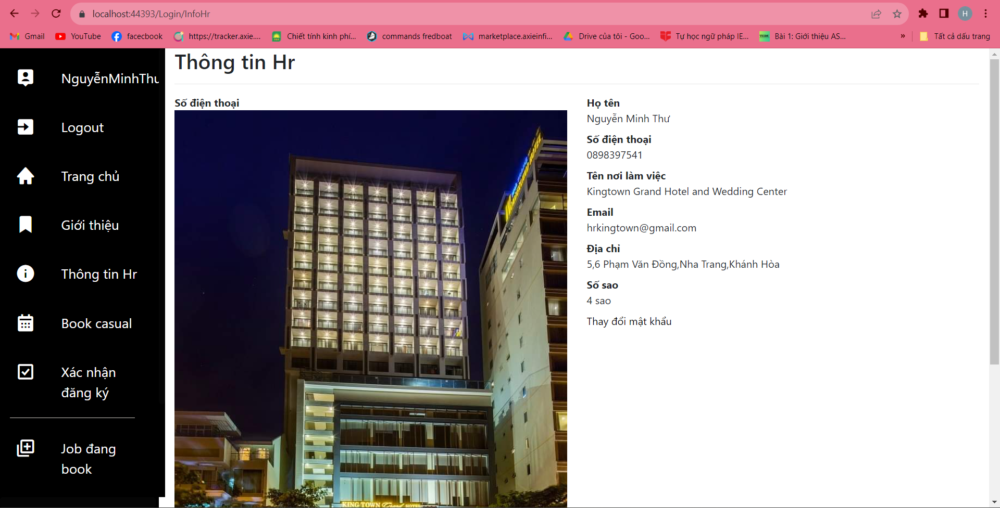 localhost:44393/Login/InfoHr
H
Gmail
YouTube
facecbook
https://tracker.axie....
Chiết tính kinh phí...
commands fredboat
marketplace.axieinfi...
Drive của tôi - Goo...
Tự học ngữ pháp IE...
Bài 1: Giới thiệu AS...
»
Tất cả dấu trang
NguyễnMinhThu
Logout
Trang chủ
Giới thiệu
Thông tin Hr
Book casual
Xác nhận
đăng ký
Job đang
book
Thông tin Hr
Số điện thoại
HOTEL
KING TOWN Grand HOTEL
Họ tên
Nguyễn Minh Thư
Số điện thoại
0898397541
Tên nơi làm việc
Kingtown Grand Hotel and Wedding Center
Email
hrkingtown@gmail.com
Địa chỉ
5,6 Phạm Văn Đồng,Nha Trang,Khánh Hòa
Số sao
4 sao
Thay đổi mật khẩu